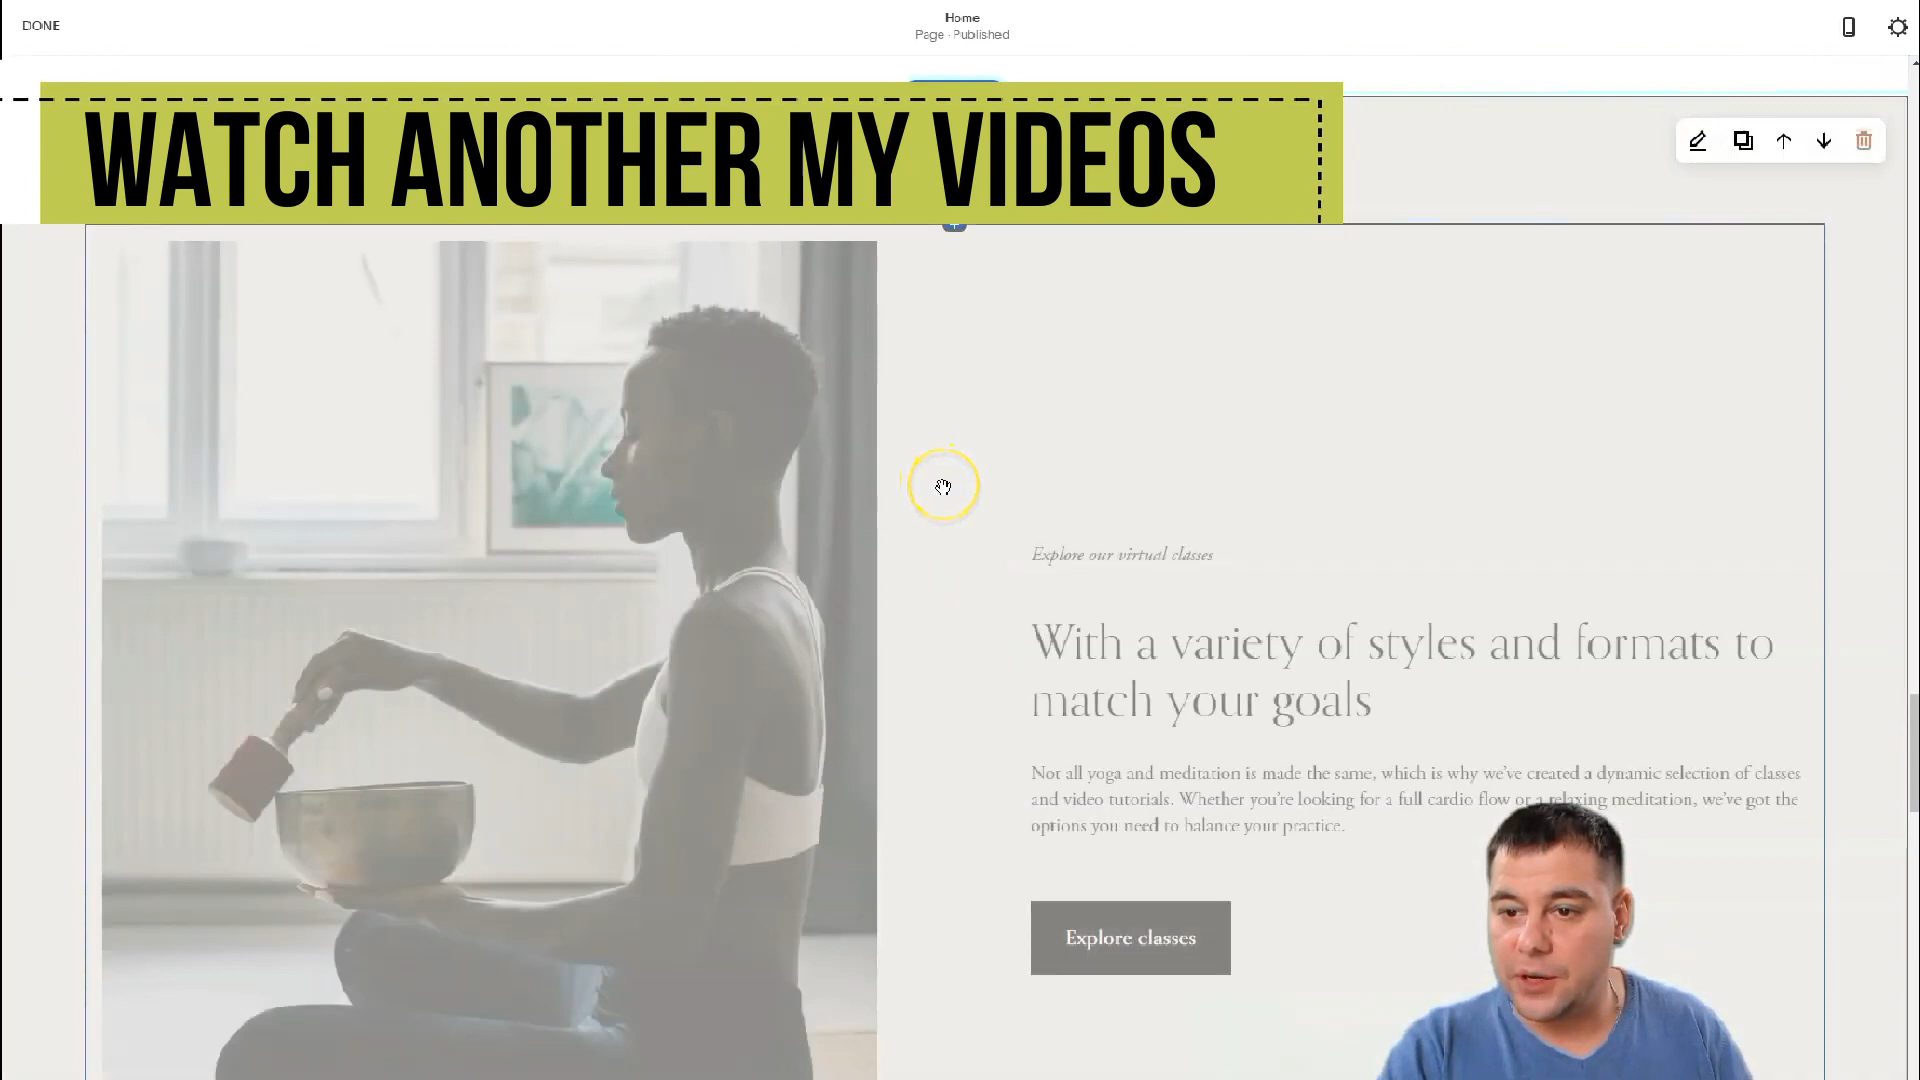 DONE
Home
Page · Published
WATCH ANOTHER MY VIDEOS
Explore our virtual classes
With a variety of styles and formats to
match your goals
Not all yoga and meditation is made the same, which is why we've created a dynamic selection of classes
and video tutorials. Whether you're looking for a full cardio flow or a relaxing meditation, we've got the
options you need to balance your practice.
Explore classes